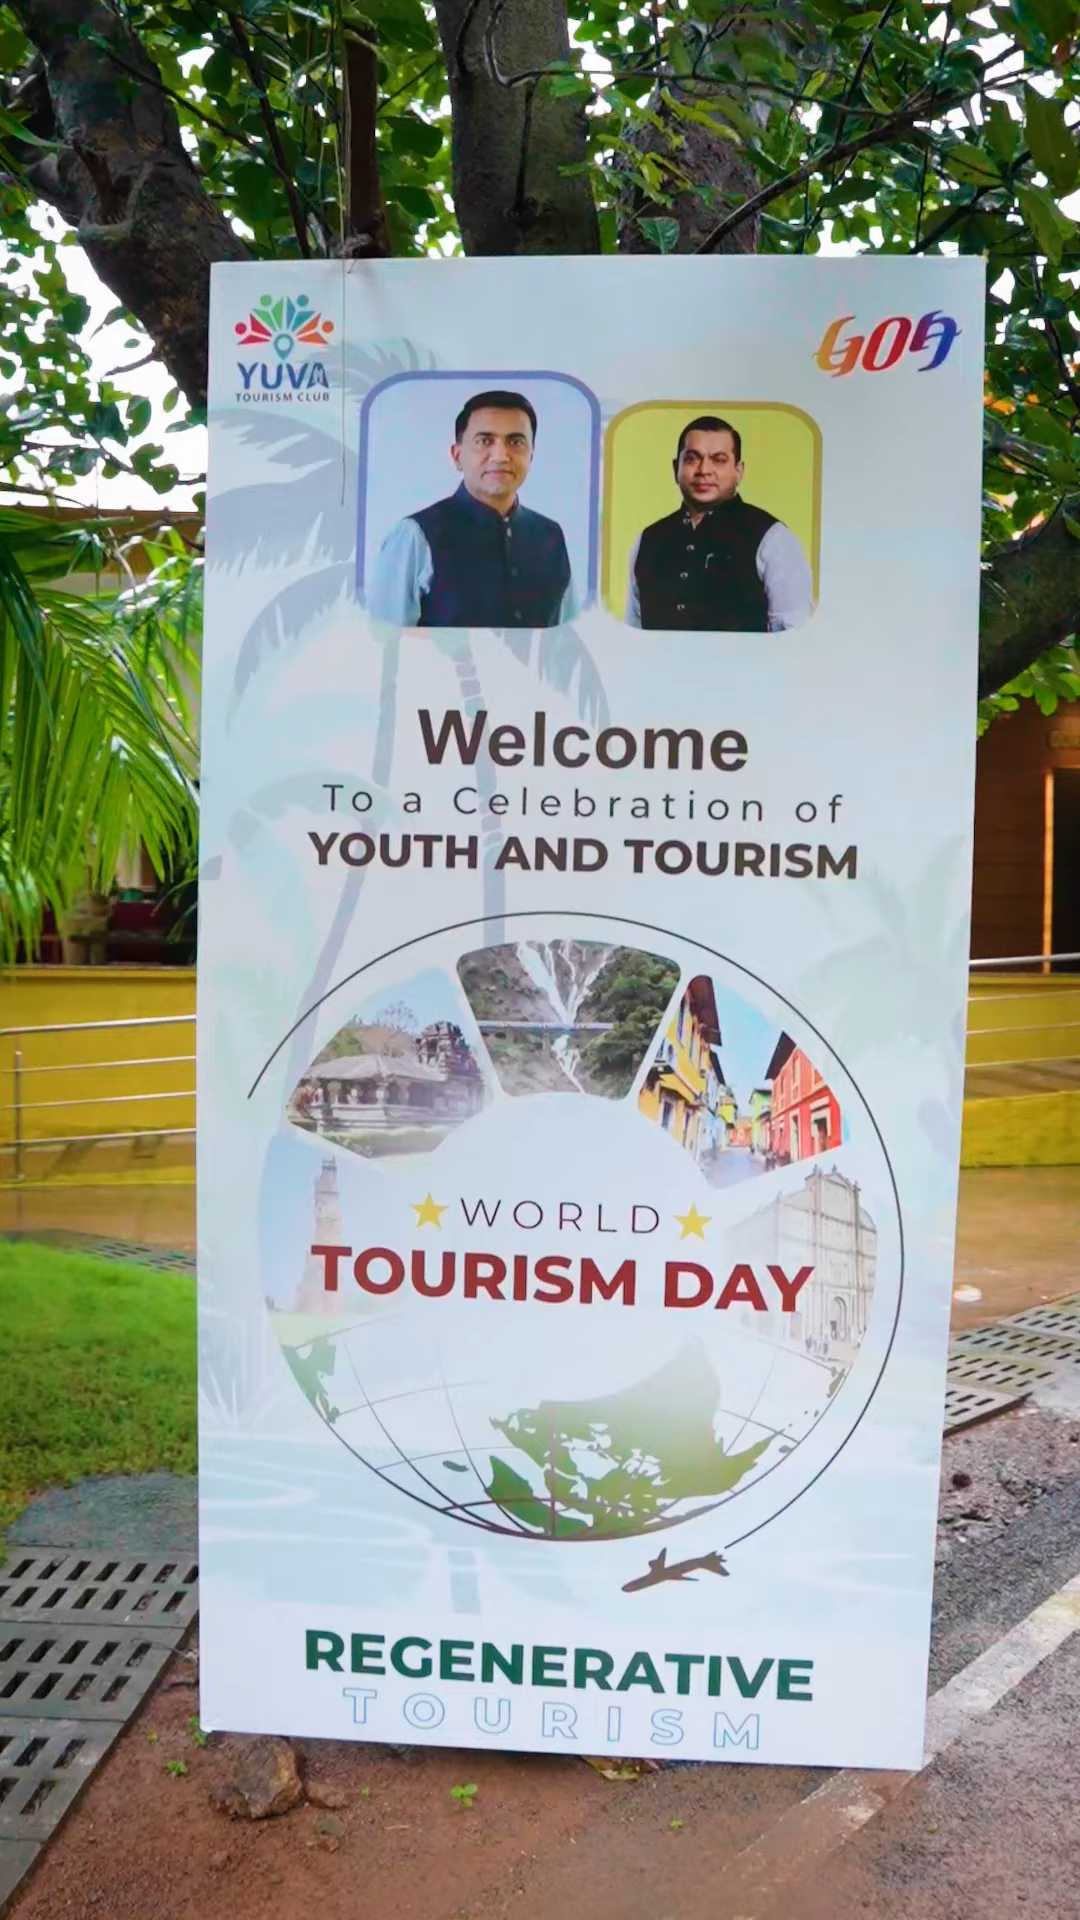 YUVA
TOURISM CLUB
GOA
Welcome
To a Celebration of
YOUTH AND TOURISM
WORLD
TOURISM DAY
REGENERATIVE
TOURISM